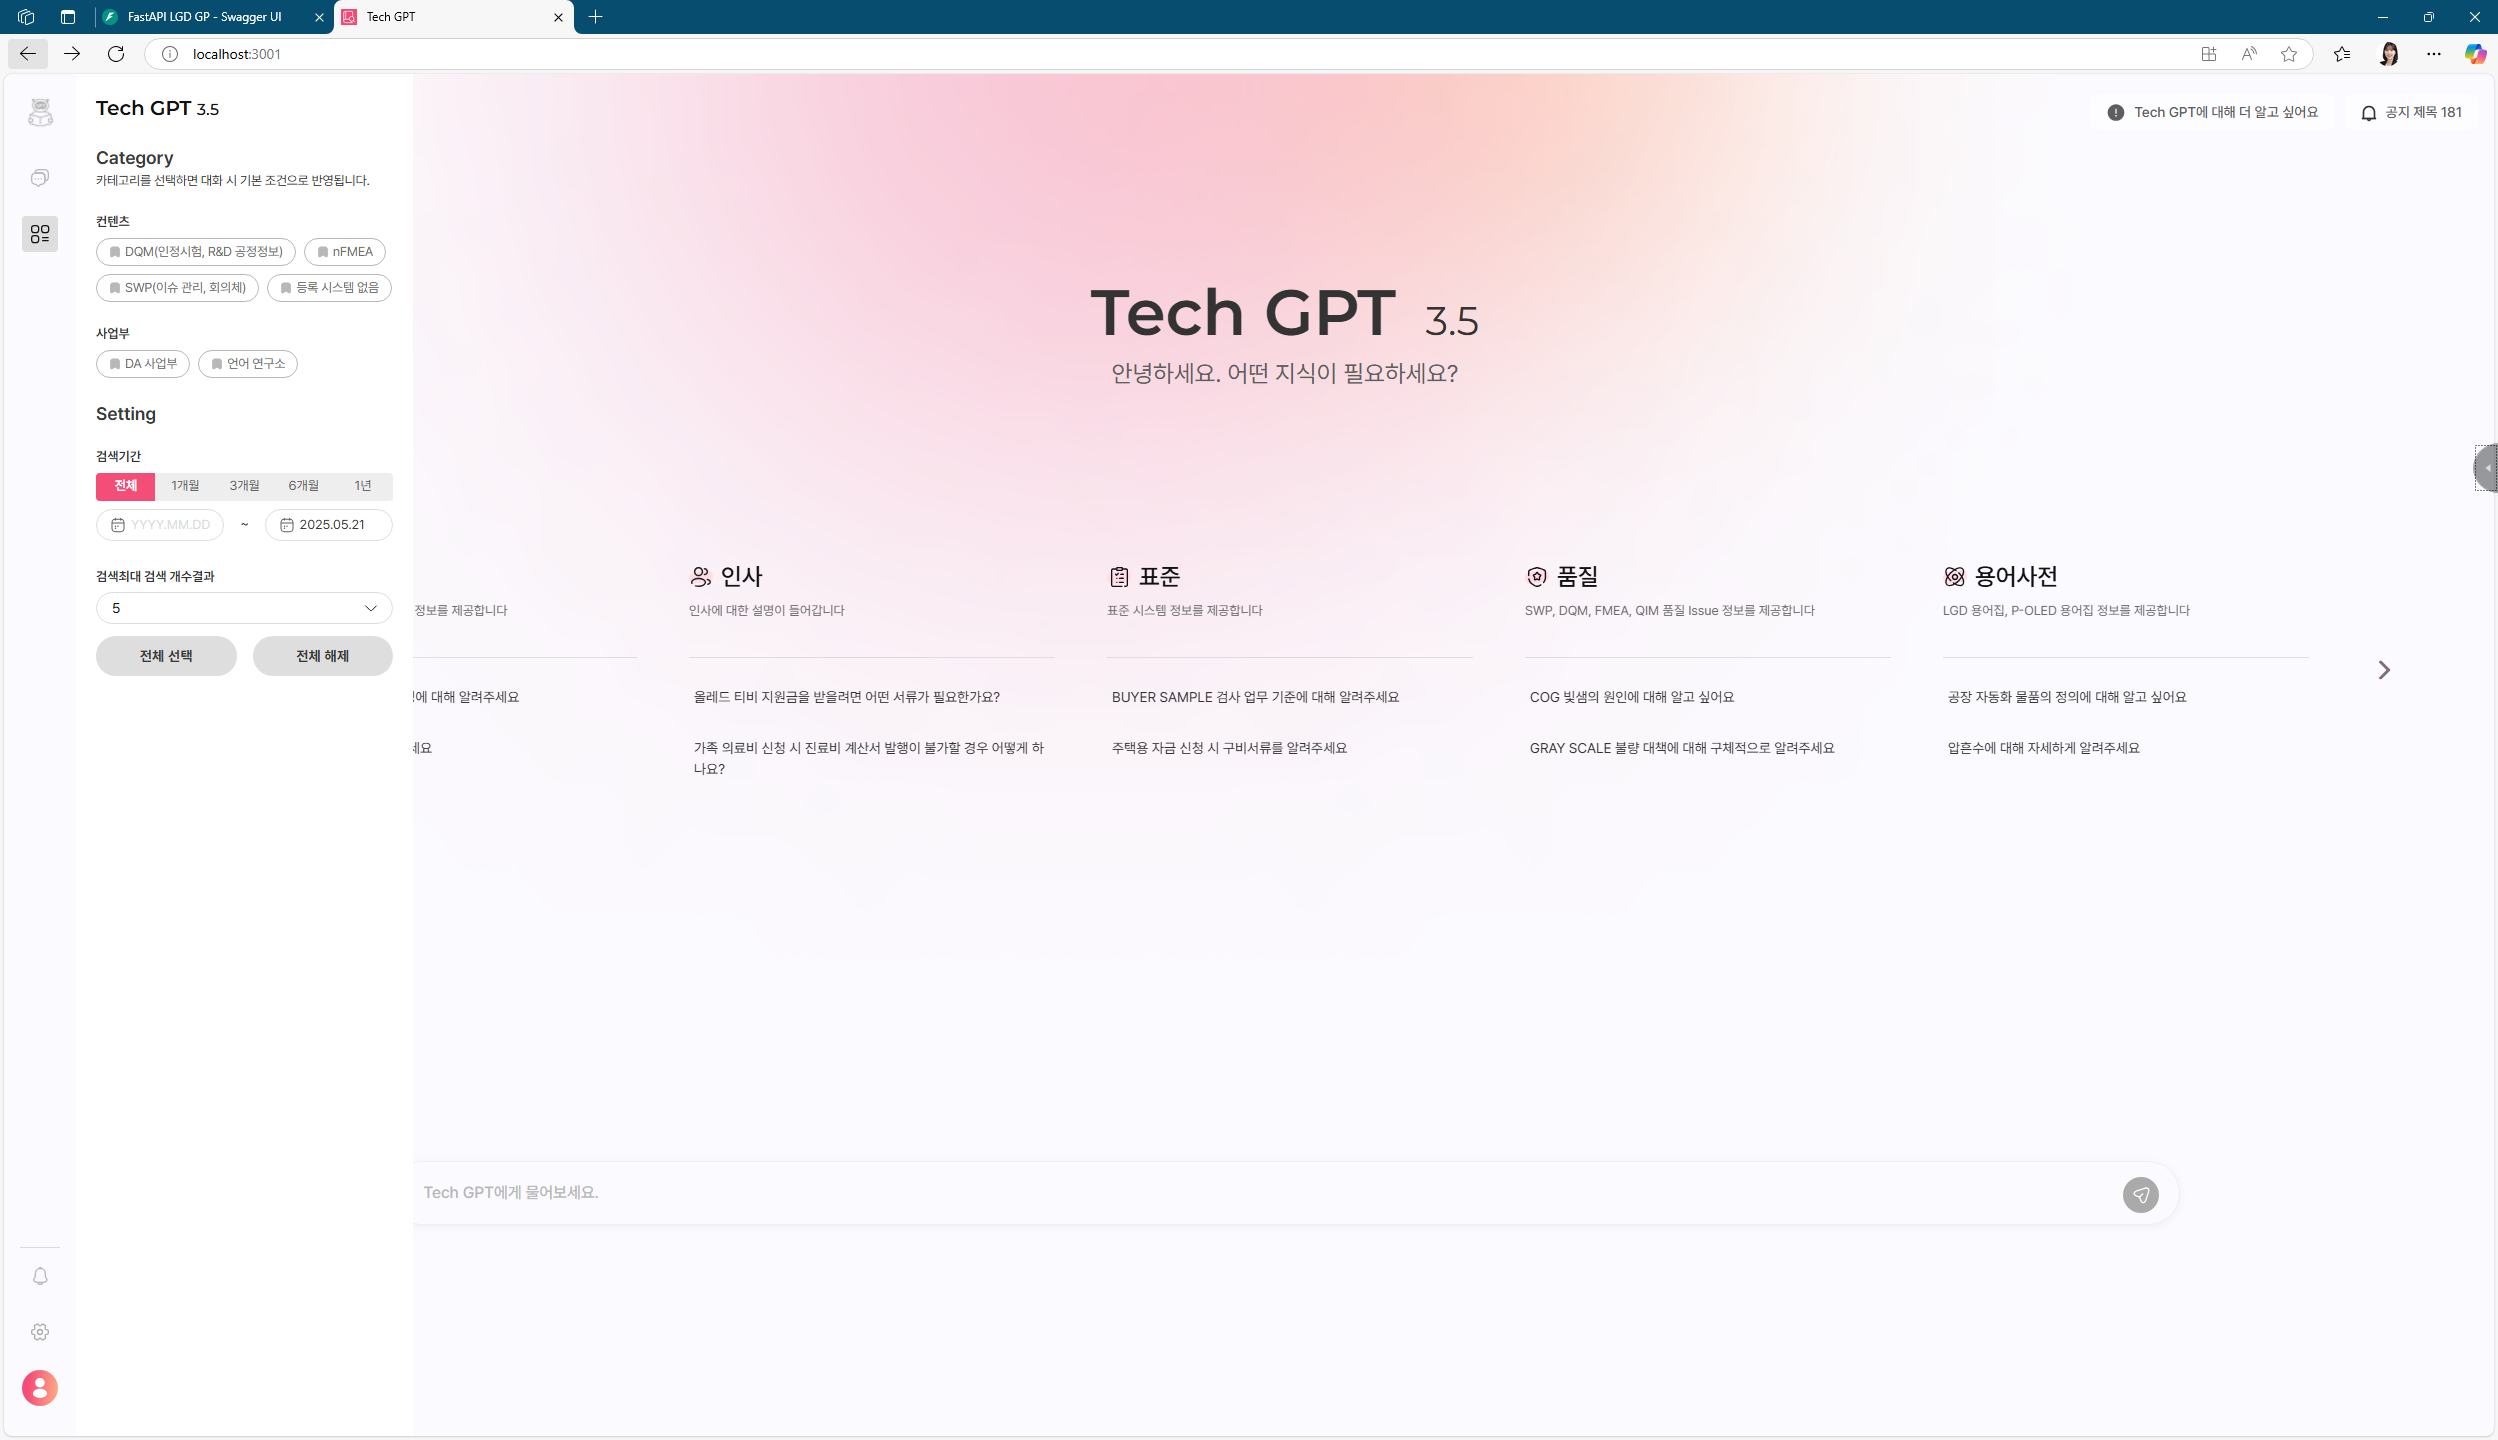 FastAPI LGD GP - Swagger UI
Tech GPT
localhost:3001
Tech GPT 3.5
Category
카테고리를 선택하면 대화 시 기본 조건으로 반영됩니다.
컨텐츠
DQM(인정시험, R&D 공정정보)
nFMEA
SWP(이슈 관리, 회의체)
등록 시스템 없음
사업부
DA 사업부
언어 연구소
Setting
검색기간
전체
1개월
3개월
6개월
1년
YYYY.MM.DD
~
2025.05.21
검색최대 검색 개수결과
5
전체 선택
전체 해제
Tech GPT에 대해 더 알고 싶어요
공지 제목 181
Tech GPT 3.5
안녕하세요. 어떤 지식이 필요하세요?
정보를 제공합니다
에 대해 알려주세요
세요
인사
인사에 대한 설명이 들어갑니다
올레드 티비 지원금을 받을려면 어떤 서류가 필요한가요?
가족 의료비 신청 시 진료비 계산서 발행이 불가할 경우 어떻게 하
나요?
표준
표준 시스템 정보를 제공합니다
BUYER SAMPLE 검사 업무 기준에 대해 알려주세요
주택용 자금 신청 시 구비서류를 알려주세요
품질
SWP, DQM, FMEA, QIM 품질 Issue 정보를 제공합니다
COG 빛샘의 원인에 대해 알고 싶어요
GRAY SCALE 불량 대책에 대해 구체적으로 알려주세요
용어사전
LGD 용어집, P-OLED 용어집 정보를 제공합니다
공장 자동화 물품의 정의에 대해 알고 싶어요
압흔수에 대해 자세하게 알려주세요
Tech GPT에게 물어보세요.